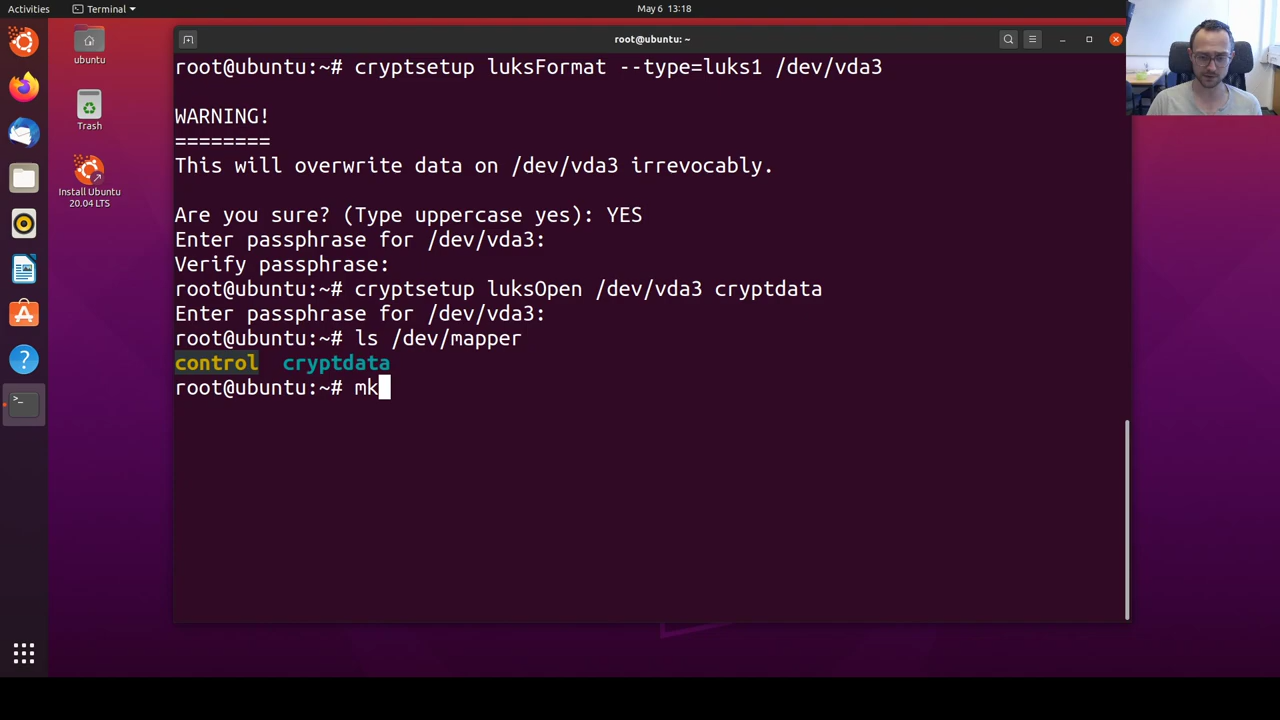 Activities
Terminal
May 6 13:18
ubuntu
Trash
Install Ubuntu
20.04 LTS
root@ubuntu: ~
root@ubuntu:~# cryptsetup luksFormat --type=luks1 /dev/vda3
WARNING!
========
This will overwrite data on /dev/vda3 irrevocably.
Are you sure? (Type uppercase yes): YES
Enter passphrase for /dev/vda3:
Verify passphrase:
root@ubuntu:~# cryptsetup luksOpen /dev/vda3 cryptdata
Enter passphrase for /dev/vda3:
root@ubuntu:~# ls /dev/mapper
control  cryptdata
root@ubuntu:~# mk